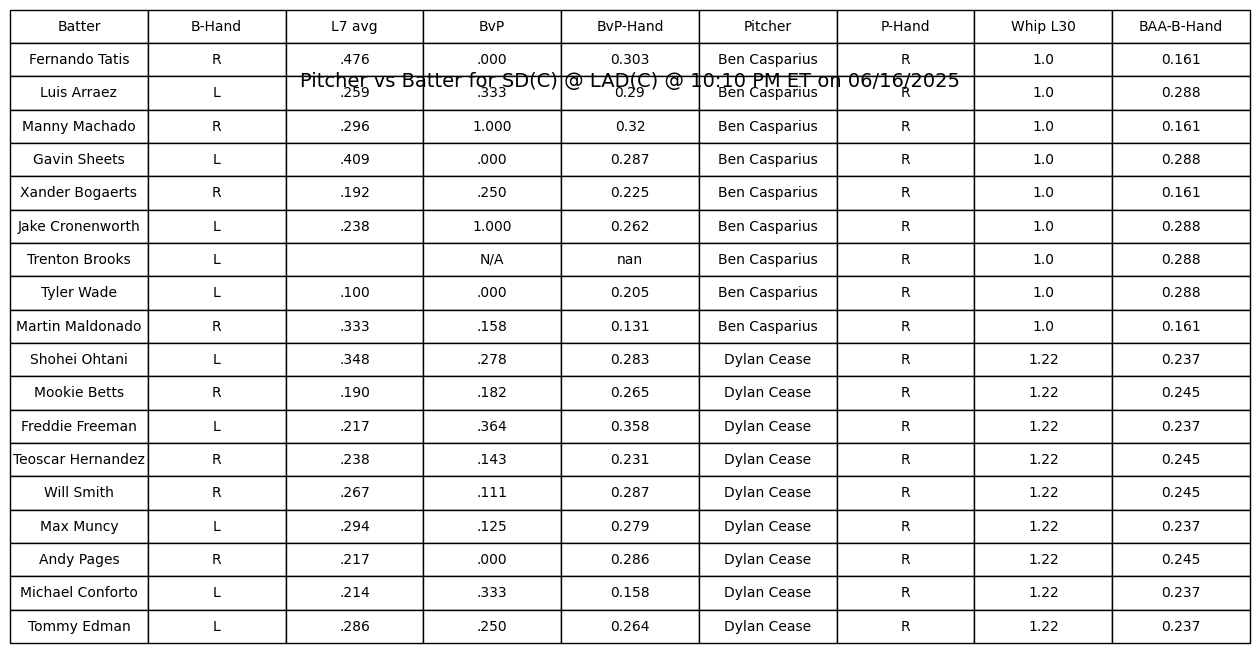 Batter B-Hand L7 avg BvP BvP-Hand Pitcher P-Hand Whip L30 BAA-B-Hand
Fernando Tatis R .476 .000 0.303 Ben Casparius R 1.0 0.161
Pitcher vs Batter for SD(C) @ LAD(C) @ 10:10 PM ET on 06/16/2025
Luis Arraez L .259 .333 0.29 Ben Casparius R 1.0 0.288
Manny Machado R .296 1.000 0.32 Ben Casparius R 1.0 0.161
Gavin Sheets L .409 .000 0.287 Ben Casparius R 1.0 0.288
Xander Bogaerts R .192 .250 0.225 Ben Casparius R 1.0 0.161
Jake Cronenworth L .238 1.000 0.262 Ben Casparius R 1.0 0.288
Trenton Brooks L N/A nan Ben Casparius R 1.0 0.288
Tyler Wade L .100 .000 0.205 Ben Casparius R 1.0 0.288
Martin Maldonado R .333 .158 0.131 Ben Casparius R 1.0 0.161
Shohei Ohtani L .348 .278 0.283 Dylan Cease R 1.22 0.237
Mookie Betts R .190 .182 0.265 Dylan Cease R 1.22 0.245
Freddie Freeman L .217 .364 0.358 Dylan Cease R 1.22 0.237
Teoscar Hernandez R .238 .143 0.231 Dylan Cease R 1.22 0.245
Will Smith R .267 .111 0.287 Dylan Cease R 1.22 0.245
Max Muncy L .294 .125 0.279 Dylan Cease R 1.22 0.237
Andy Pages R .217 .000 0.286 Dylan Cease R 1.22 0.245
Michael Conforto L .214 .333 0.158 Dylan Cease R 1.22 0.237
Tommy Edman L .286 .250 0.264 Dylan Cease R 1.22 0.237